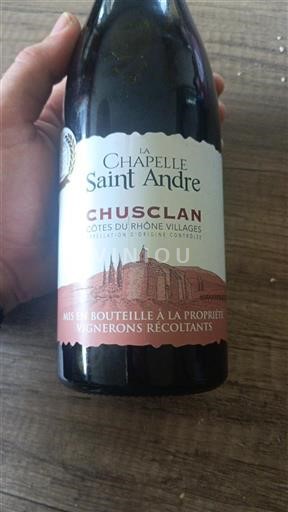 LA
CHAPELLE
Saint Andre
CHUSCLAN
CÔTES DU RHÔNE VILLAGES
APPELLATION D'ORIGINE CONTRÔLÉE
VINIOU
MIS EN BOUTEILLE À LA PROPRIÉTÉ
VIGNERONS RÉCOLTANTS